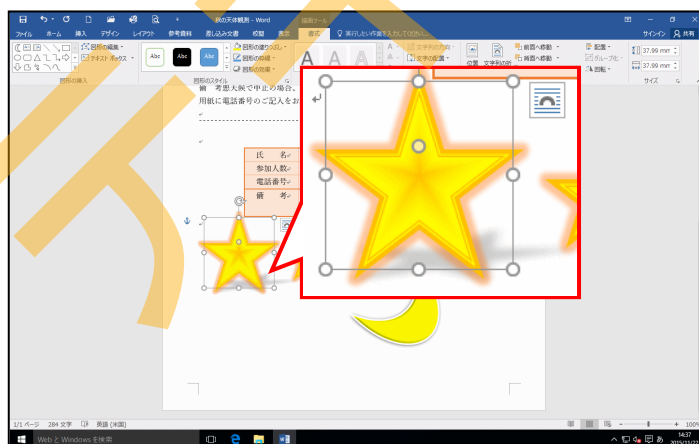 秋の天体観測 - Word
描画ツール
ファイル ホーム 挿入 デザイン レイアウト 参考資料 差し込み文書 校閲 表示 書式 実行したい作業を入力してください...
サインイン 共有
図形の編集
テキスト ボックス
図形の挿入
Abc Abc Abc
図形の塗りつぶし
図形の枠線
図形の効果
図形のスタイル
A A A
文字列の方向
文字の配置
位置
文字列の折
前面へ移動
背面へ移動
配置
グループ化
回転
37.99 mm
37.99 mm
サイズ
備 考悪天候で中止の場合、
用紙に電話番号のご記入をお
氏 名
参加人数
電話番号
備 考
1/1 ページ 284 文字 英語 (米国)
Web と Windows を検索
あ
14:37